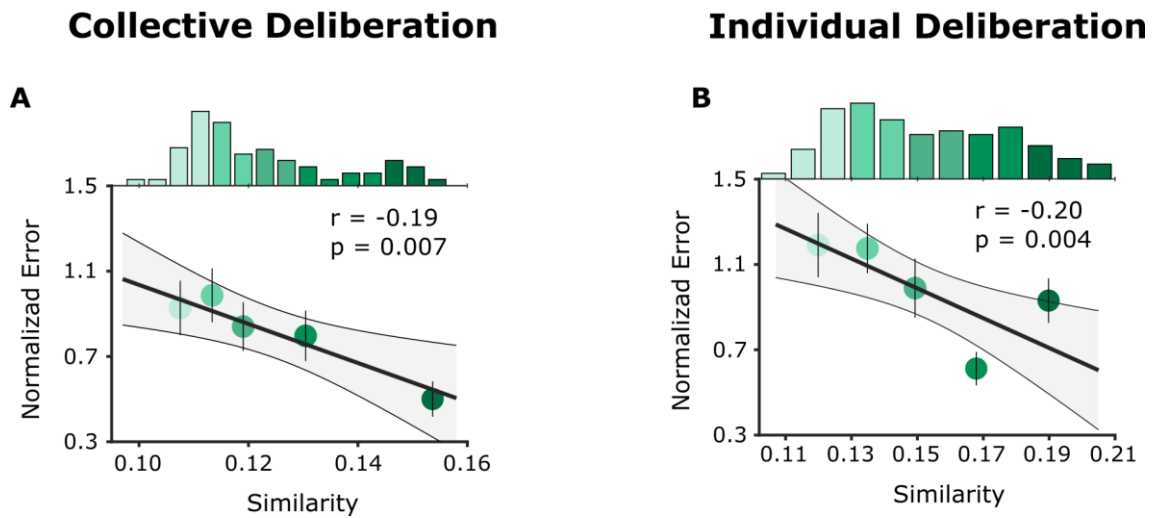 Collective Deliberation
Individual Deliberation
A
1.5
1.1
0.7
0.3
Normalizad Error
r = -0.19
p = 0.007
0.10
0.12
0.14
0.16
Similarity
B
1.5
1.1
0.7
0.3
Normalizad Error
r = -0.20
p = 0.004
0.11
0.13
0.15
0.17
0.19
0.21
Similarity